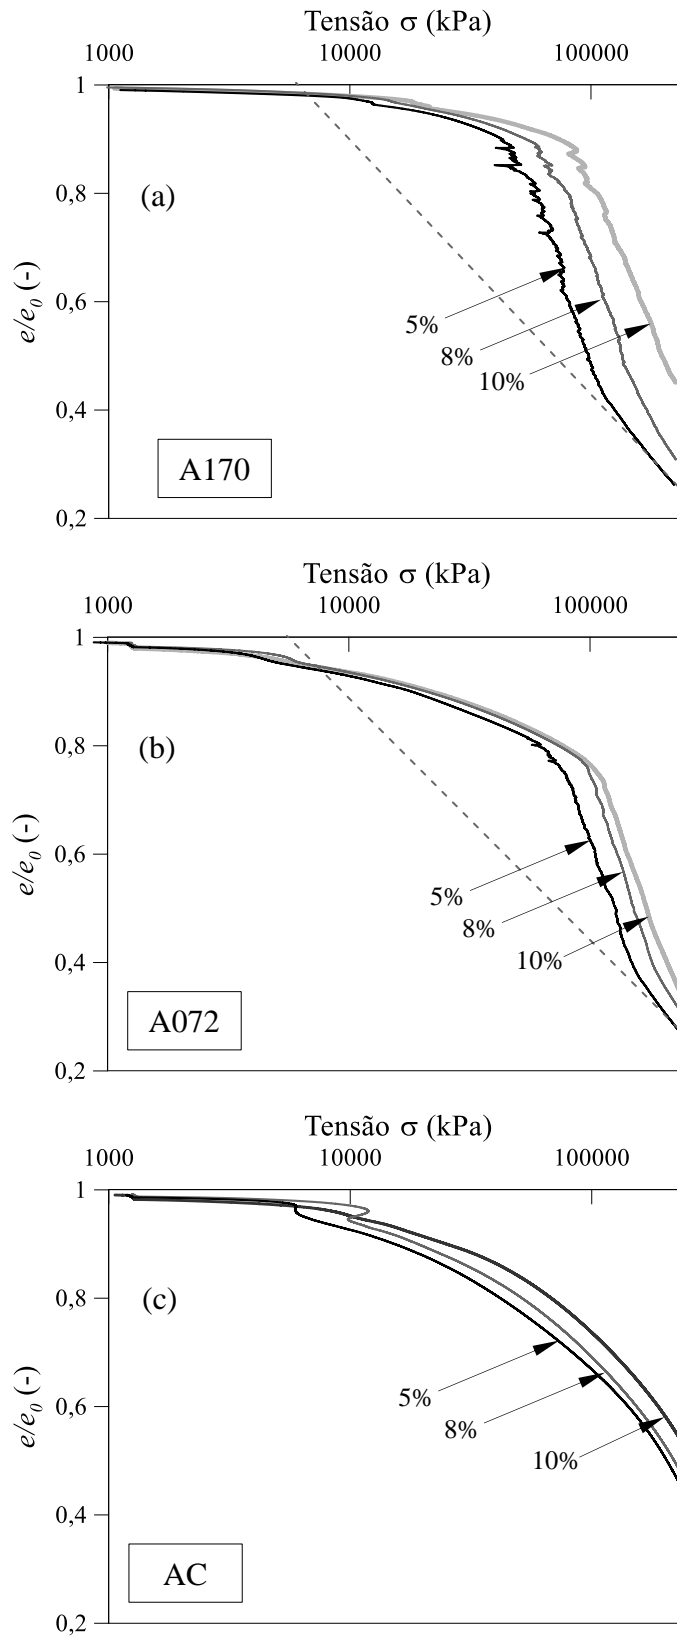 Tensão σ (kPa)
1000 10000 100000
1
0,8
(a)
e/e0 (-)
0,6
5%
8%
10%
0,4
A170
0,2
Tensão σ (kPa)
1000 10000 100000
1
0,8
(b)
e/e0 (-)
0,6
5%
8%
10%
0,4
A072
0,2
Tensão σ (kPa)
1000 10000 100000
1
0,8
(c)
e/e0 (-)
5%
0,6
8%
10%
0,4
AC
0,2